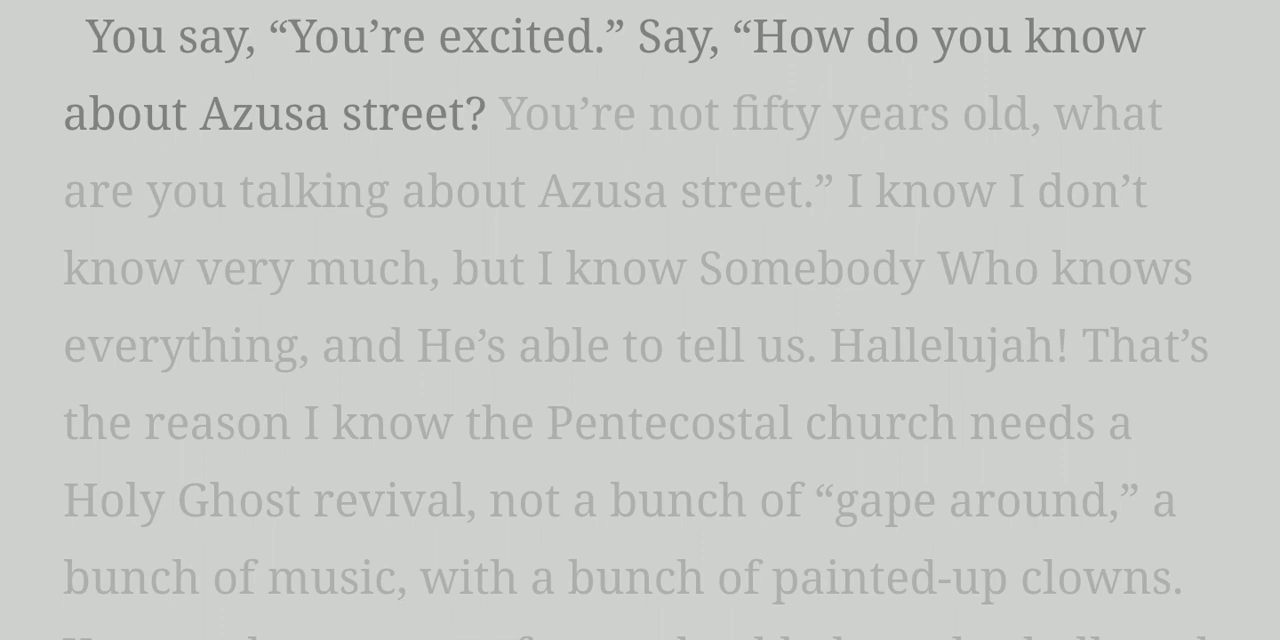 You say, “You’re excited.” Say, “How do you know
about Azusa street? You’re not fifty years old, what
are you talking about Azusa street.” I know I don’t
know very much, but I know Somebody Who knows
everything, and He’s able to tell us. Hallelujah! That’s
the reason I know the Pentecostal church needs a
Holy Ghost revival, not a bunch of “gape around,” a
bunch of music, with a bunch of painted-up clowns.